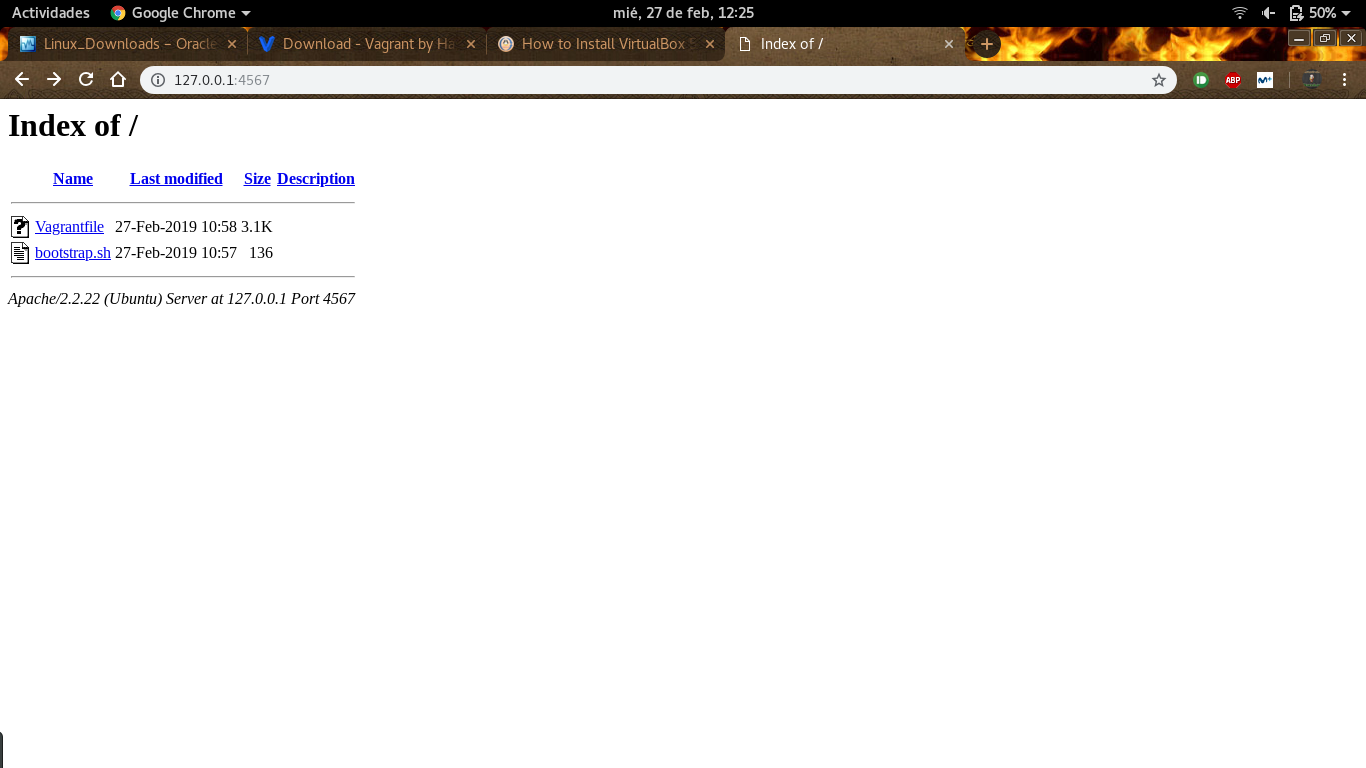 Actividades Google Chrome mié, 27 de feb, 12:25 50%
Linux_Downloads – Oracle Download - Vagrant by Ha How to Install VirtualBox Index of /
127.0.0.1:4567 ABP M+
Index of /
Name Last modified Size Description
Vagrantfile 27-Feb-2019 10:58 3.1K
bootstrap.sh 27-Feb-2019 10:57 136
Apache/2.2.22 (Ubuntu) Server at 127.0.0.1 Port 4567